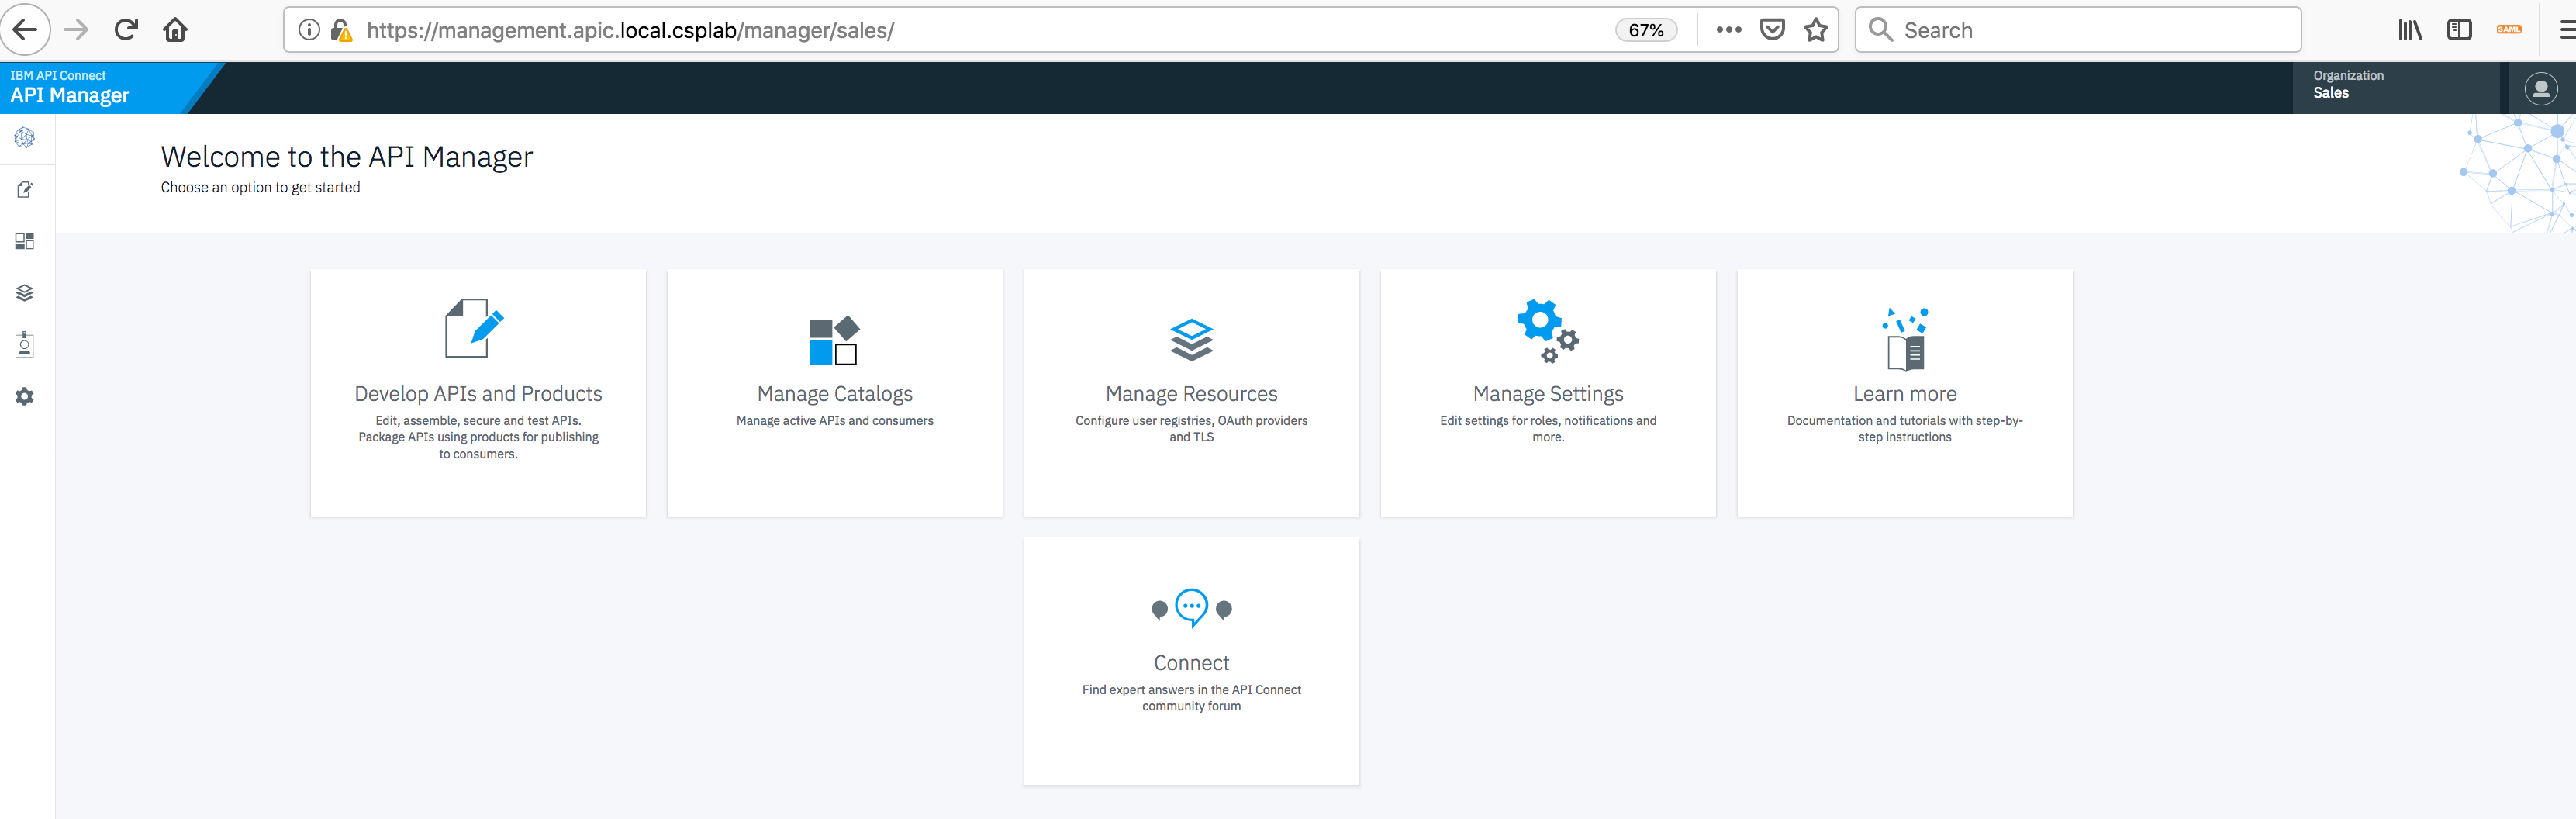 https://management.apic.local.csplab/manager/sales/
67%
Search
SAML
IBM API Connect
API Manager
Organization
Sales
Welcome to the API Manager
Choose an option to get started
Develop APIs and Products
Edit, assemble, secure and test APIs.
Package APIs using products for publishing
to consumers.
Manage Catalogs
Manage active APIs and consumers
Manage Resources
Configure user registries, OAuth providers
and TLS
Manage Settings
Edit settings for roles, notifications and
more.
Learn more
Documentation and tutorials with step-by-
step instructions
Connect
Find expert answers in the API Connect
community forum